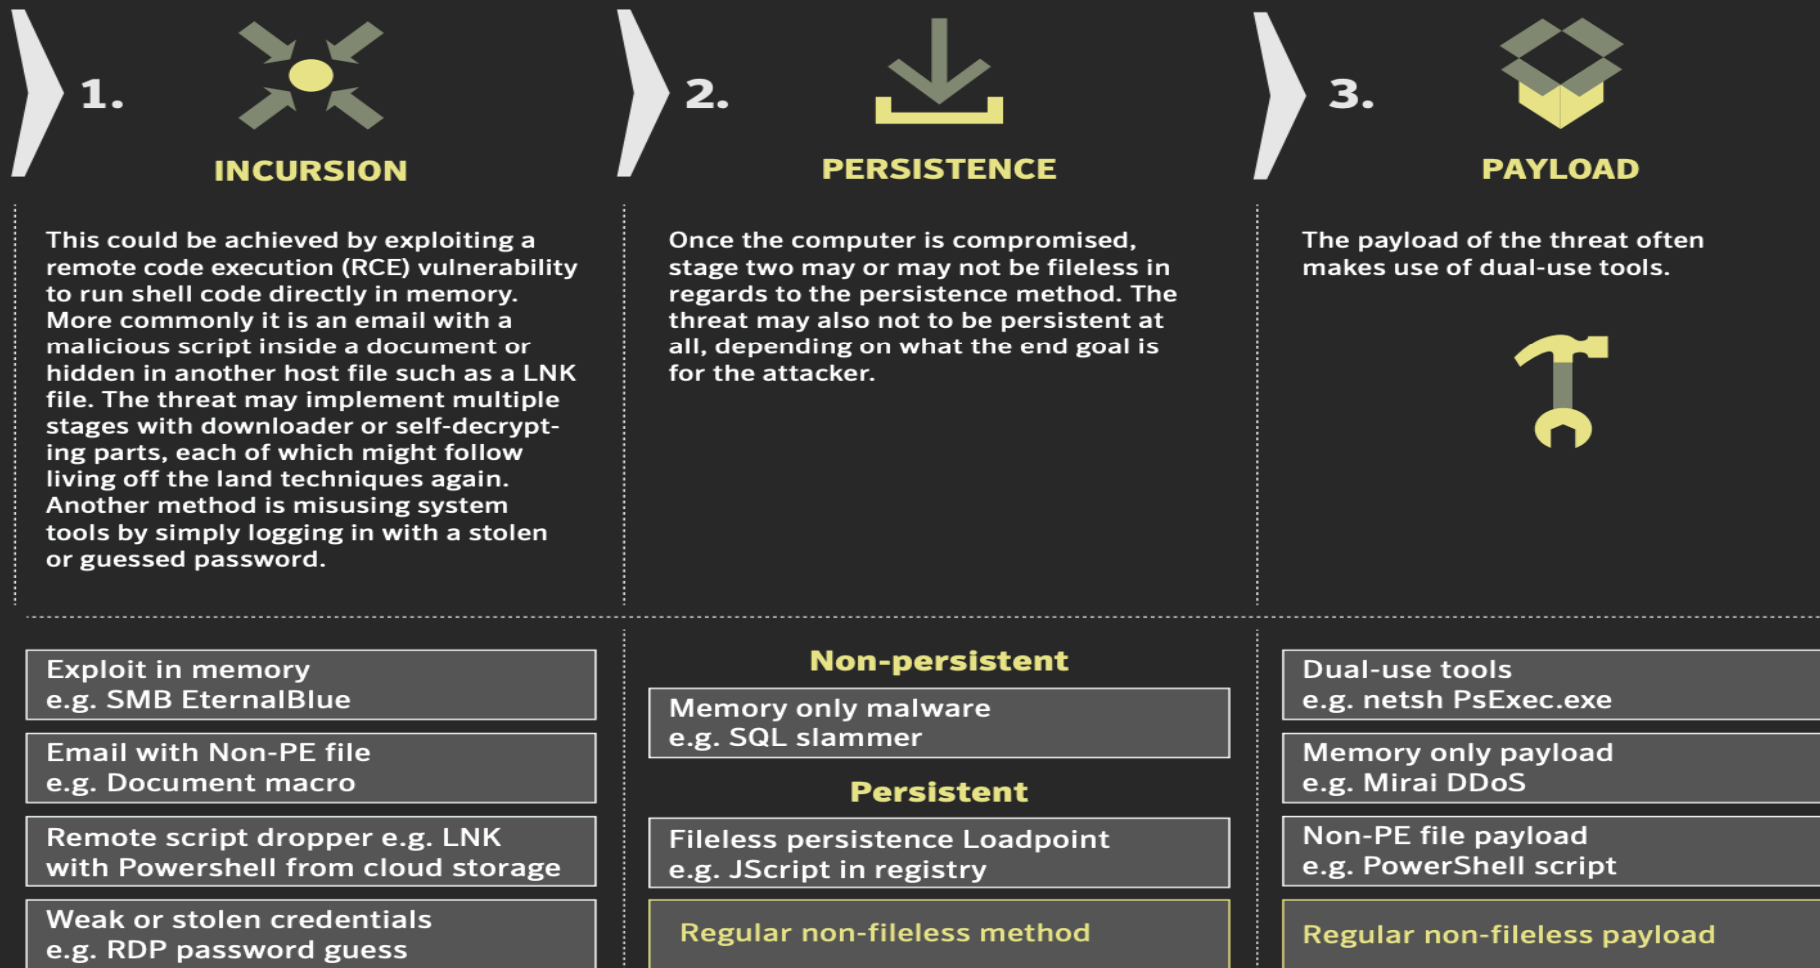 1.
INCURSION
This could be achieved by exploiting a
remote code execution (RCE) vulnerability
to run shell code directly in memory.
More commonly it is an email with a
malicious script inside a document or
hidden in another host file such as a LNK
file. The threat may implement multiple
stages with downloader or self-decrypt-
ing parts, each of which might follow
living off the land techniques again.
Another method is misusing system
tools by simply logging in with a stolen
or guessed password.
Exploit in memory
e.g. SMB EternalBlue
Email with Non-PE file
e.g. Document macro
Remote script dropper e.g. LNK
with Powershell from cloud storage
Weak or stolen credentials
e.g. RDP password guess
2.
PERSISTENCE
Once the computer is compromised,
stage two may or may not be fileless in
regards to the persistence method. The
threat may also not to be persistent at
all, depending on what the end goal is
for the attacker.
Non-persistent
Memory only malware
e.g. SQL slammer
Persistent
Fileless persistence Loadpoint
e.g. JScript in registry
Regular non-fileless method
3.
PAYLOAD
The payload of the threat often
makes use of dual-use tools.
Dual-use tools
e.g. netsh PsExec.exe
Memory only payload
e.g. Mirai DDoS
Non-PE file payload
e.g. PowerShell script
Regular non-fileless payload